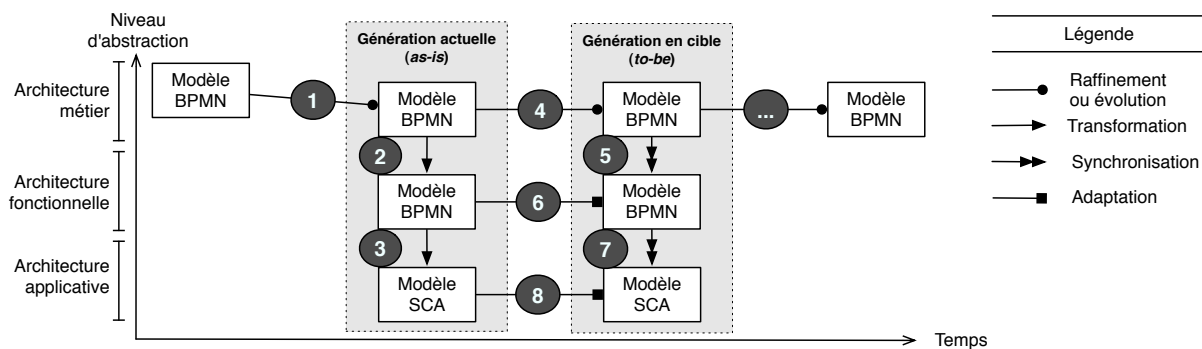 Niveau
d'abstraction
Génération actuelle
(as-is)
Génération en cible
(to-be)
Légende
Architecture
métier
Modèle
BPMN
1
Modèle
BPMN
4
Modèle
BPMN
...
Modèle
BPMN
Raffinement
ou évolution
Transformation
Synchronisation
Adaptation
2
5
Architecture
fonctionnelle
Modèle
BPMN
6
Modèle
BPMN
3
7
Architecture
applicative
Modèle
SCA
8
Modèle
SCA
Temps